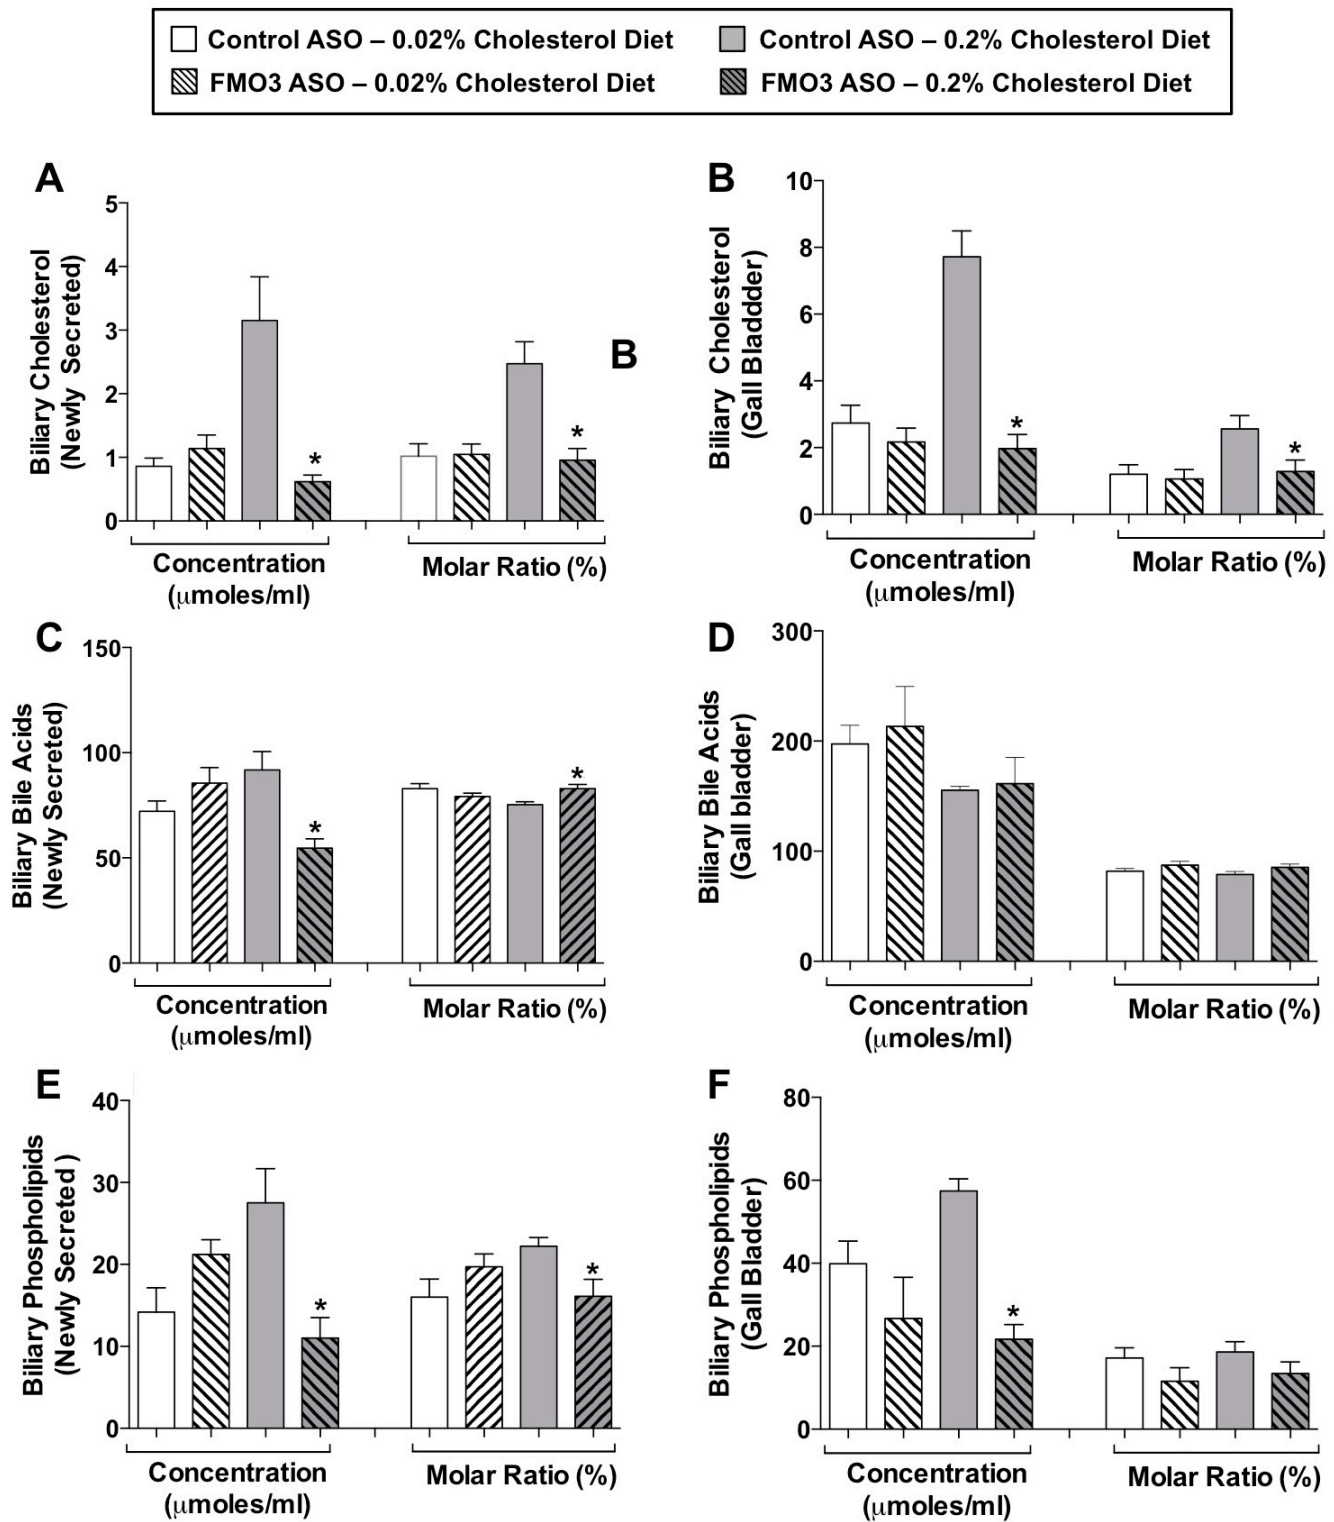 Control ASO – 0.02% Cholesterol Diet
Control ASO – 0.2% Cholesterol Diet
FMO3 ASO – 0.02% Cholesterol Diet
FMO3 ASO – 0.2% Cholesterol Diet
A
Biliary Cholesterol
(Newly Secreted)
5
4
3
2
1
0
*
*
Concentration
(μmoles/ml)
Molar Ratio (%)
B
B
Biliary Cholesterol
(Gall Bladdder)
10
8
6
4
2
0
*
*
Concentration
(μmoles/ml)
Molar Ratio (%)
C
Biliary Bile Acids
(Newly Secreted)
150
100
50
0
*
*
Concentration
(μmoles/ml)
Molar Ratio (%)
D
Biliary Bile Acids
(Gall bladder)
300
200
100
0
Concentration
(μmoles/ml)
Molar Ratio (%)
E
Biliary Phospholipids
(Newly Secreted )
40
30
20
10
0
*
*
Concentration
(μmoles/ml)
Molar Ratio (%)
F
Biliary Phospholipids
(Gall Bladder)
80
60
40
20
0
*
Concentration
(μmoles/ml)
Molar Ratio (%)